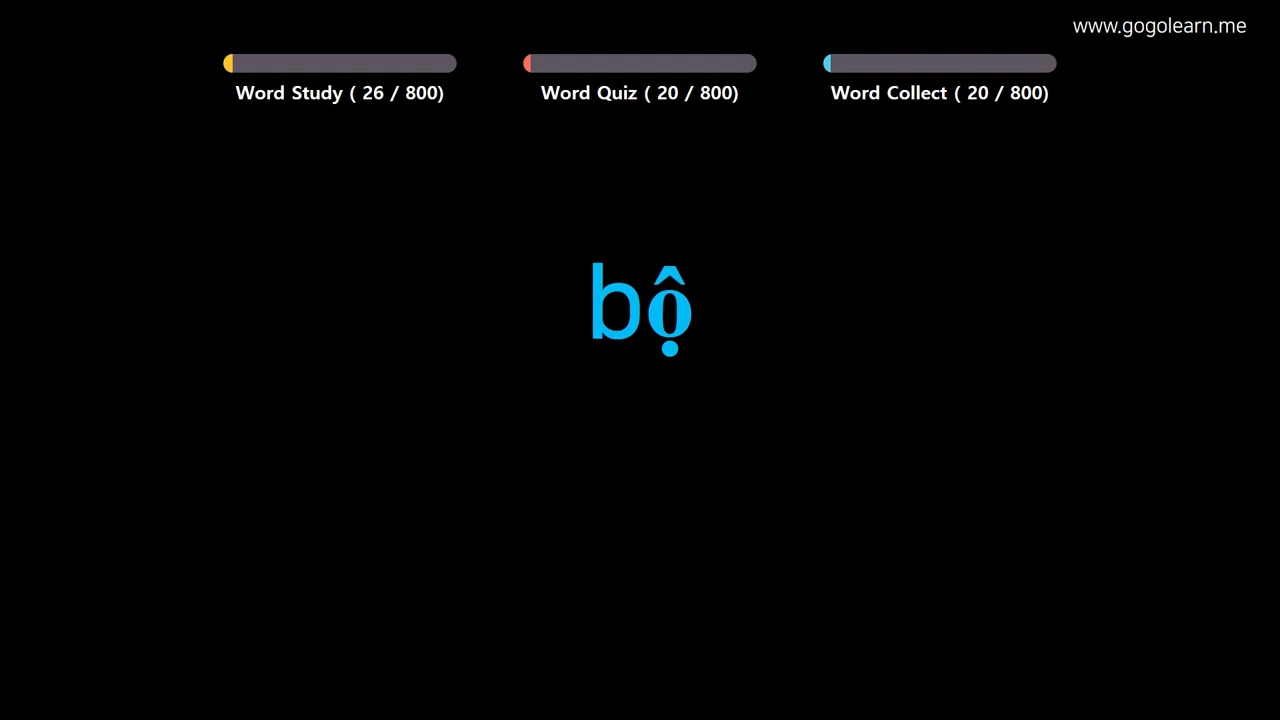 www.gogolearn.me
Word Study ( 26 / 800)
Word Quiz ( 20 / 800)
Word Collect ( 20 / 800)
bộ